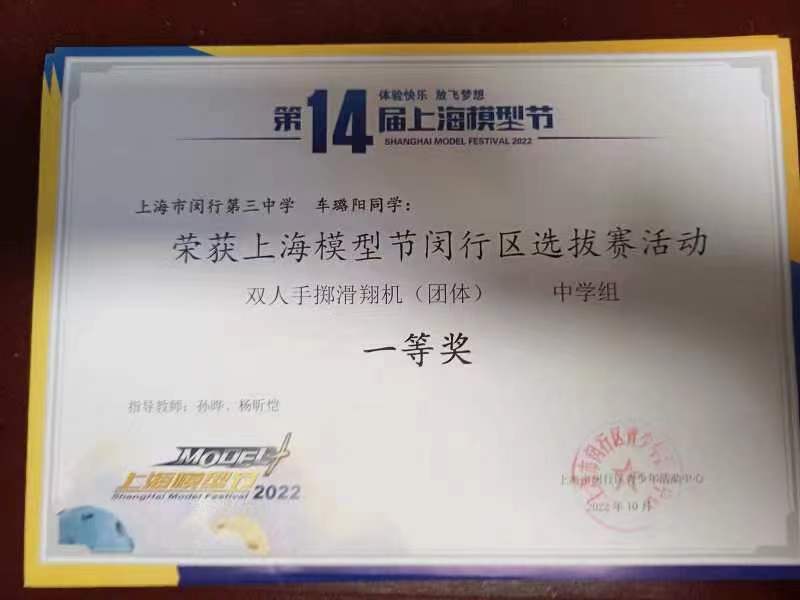 体验快乐 放飞梦想
第14届上海模型节
SHANGHAI MODEL FESTIVAL 2022
上海市闵行第三中学 车璐阳同学:
荣获上海模型节闵行区选拔赛活动
双人手掷滑翔机（团体） 中学组
一等奖
指导教师: 孙晔、杨昕恺
MODEL
上海模型节
ShangHai Model Festival 2022
上海市闵行区青少年活动中心
2022年10月